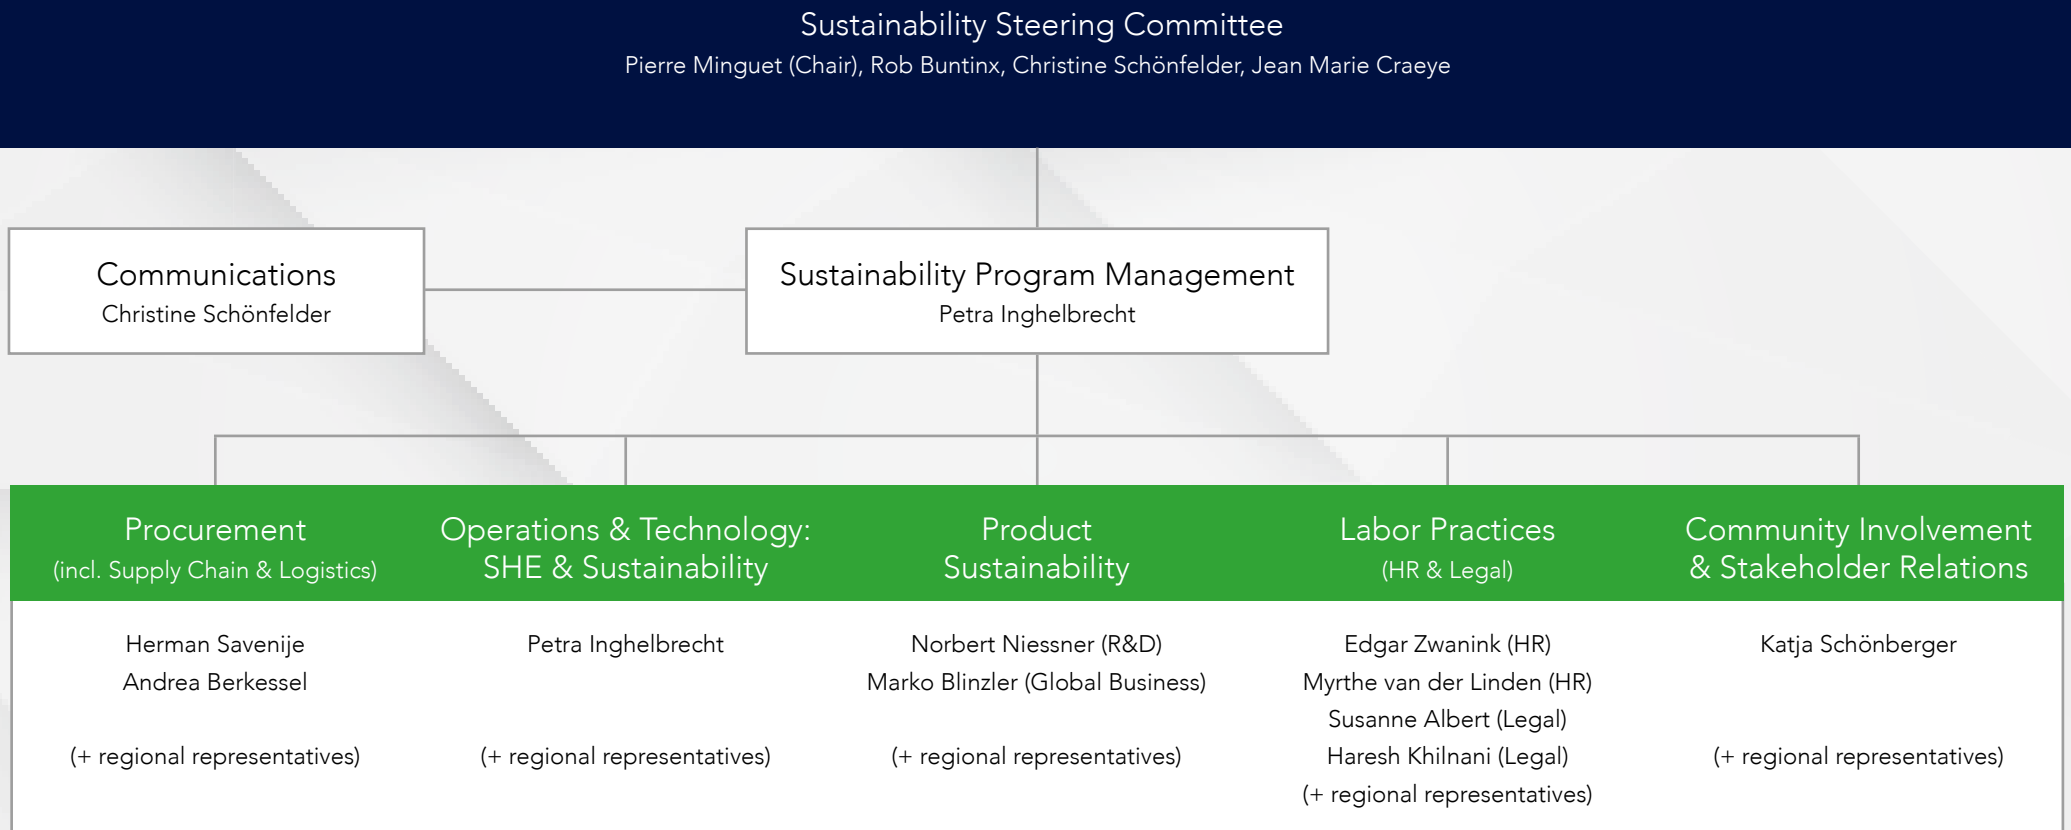 Sustainability Steering Committee
Pierre Minguet (Chair), Rob Buntinx, Christine Schönfelder, Jean Marie Craeye
Communications
Christine Schönfelder
Sustainability Program Management
Petra Inghelbrecht
Procurement
(incl. Supply Chain & Logistics)
Herman Savenije
Andrea Berkessel
(+ regional representatives)
Operations & Technology:
SHE & Sustainability
Petra Inghelbrecht
(+ regional representatives)
Product
Sustainability
Norbert Niessner (R&D)
Marko Blinzler (Global Business)
(+ regional representatives)
Labor Practices
(HR & Legal)
Edgar Zwanink (HR)
Myrthe van der Linden (HR)
Susanne Albert (Legal)
Haresh Khilnani (Legal)
(+ regional representatives)
Community Involvement
& Stakeholder Relations
Katja Schönberger
(+ regional representatives)